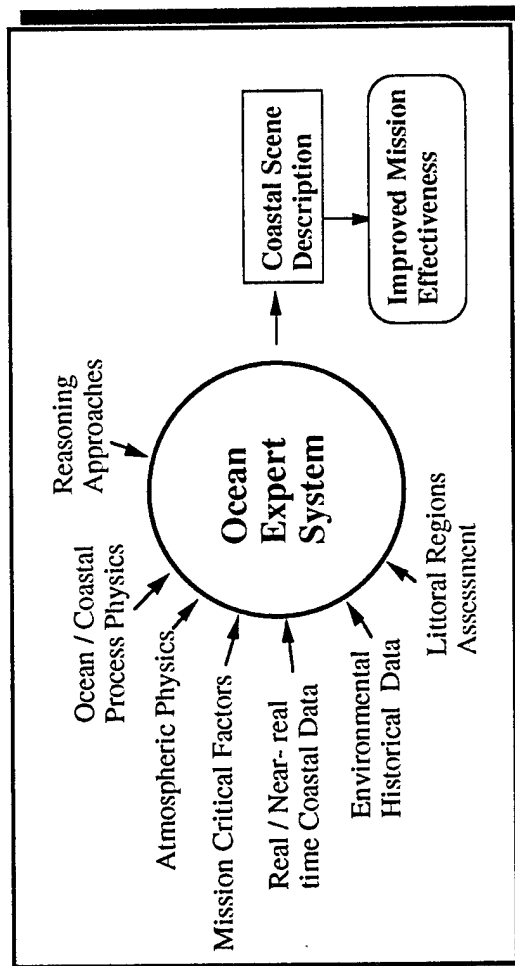 Reasoning
Approaches
Ocean / Coastal
Process Physics
Atmospheric Physics
Mission Critical Factors
Real / Near- real
time Coastal Data
Environmental
Historical Data
Littoral Regions
Assessment
Ocean
Expert
System
Coastal Scene
Description
Improved Mission
Effectiveness